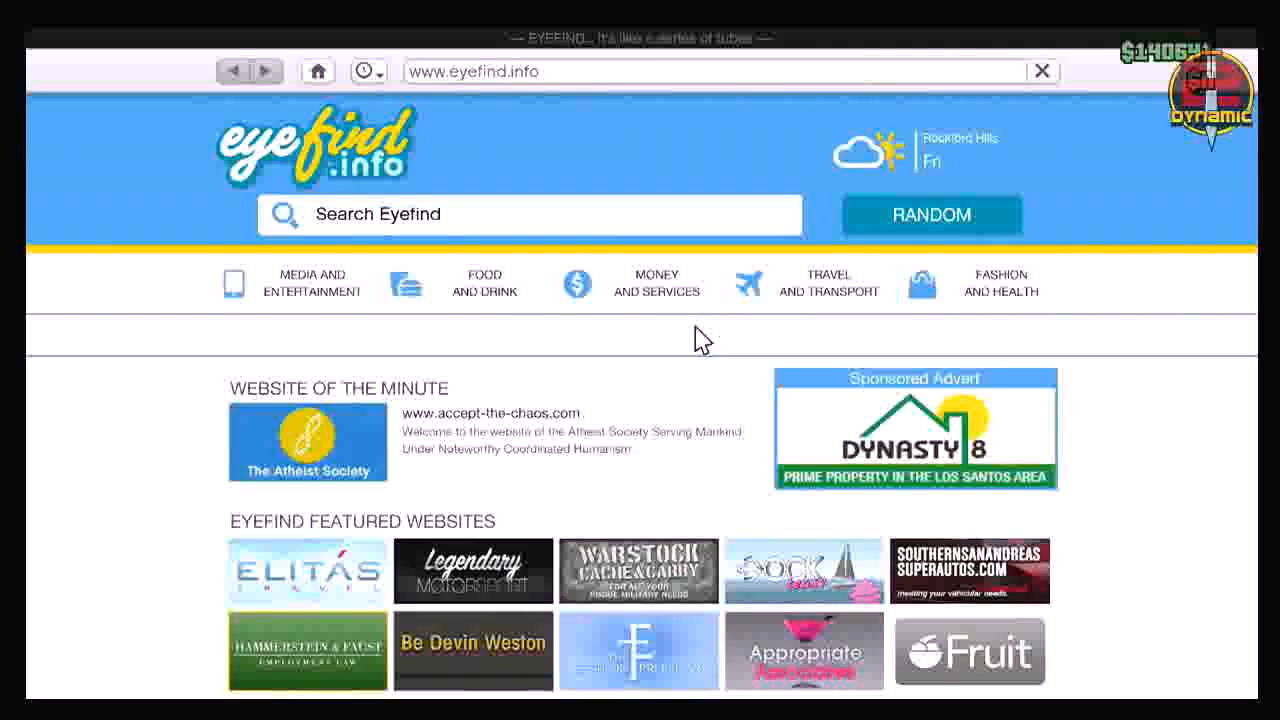 EYEFIND... It's like a series of tubes
www.eyefind.info
DYNAMIC
eyefind
.info
Rockford Hills
Fri
Search Eyefind
RANDOM
MEDIA AND
ENTERTAINMENT
FOOD
AND DRINK
MONEY
AND SERVICES
TRAVEL
AND TRANSPORT
FASHION
AND HEALTH
WEBSITE OF THE MINUTE
The Atheist Society
www.accept-the-chaos.com
Welcome to the website of the Atheist Society Serving Mankind
Under Noteworthy Coordinated Humanism
Sponsored Advert
DYNASTY 8
PRIME PROPERTY IN THE LOS SANTOS AREA
EYEFIND FEATURED WEBSITES
ELITÁS
TRAVEL
Legendary
MOTORSPORT
WARSTOCK
CACHE & CARRY
FOR ALL YOUR
PIQUE MILITARY NEEDS
DOCK
SOUTHERNSANANDREAS
SUPERAUTOS.COM
meeting your vehicular needs.
HAMMERSTEIN & FAUST
EMPLOYMENT LAW
Be Devin Weston
Appropriate
Associates
Fruit